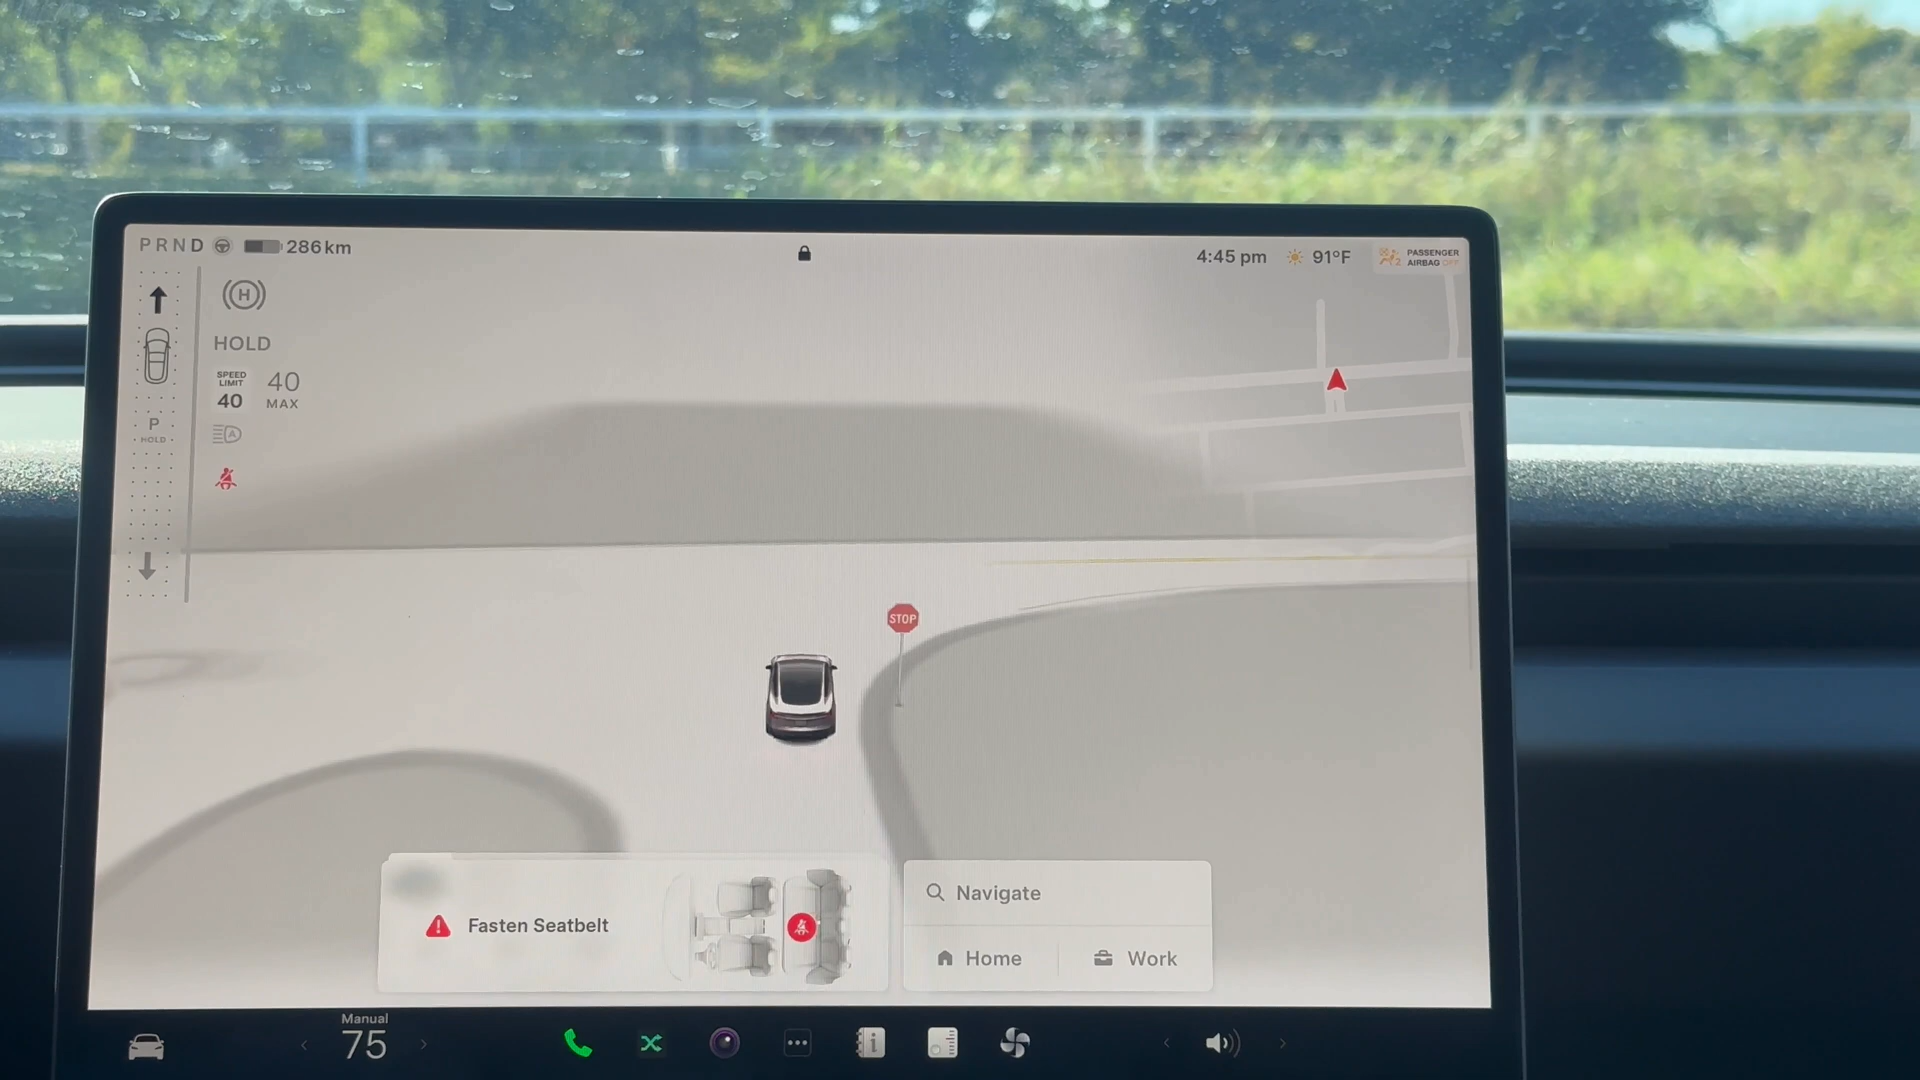 PRND 286km
4:45 pm 91°F PASSENGER
AIRBAG OFF
H
HOLD
SPEED
LIMIT
40
40
MAX
A
P
HOLD
STOP
Fasten Seatbelt
Navigate
Home
Work
Manual
75